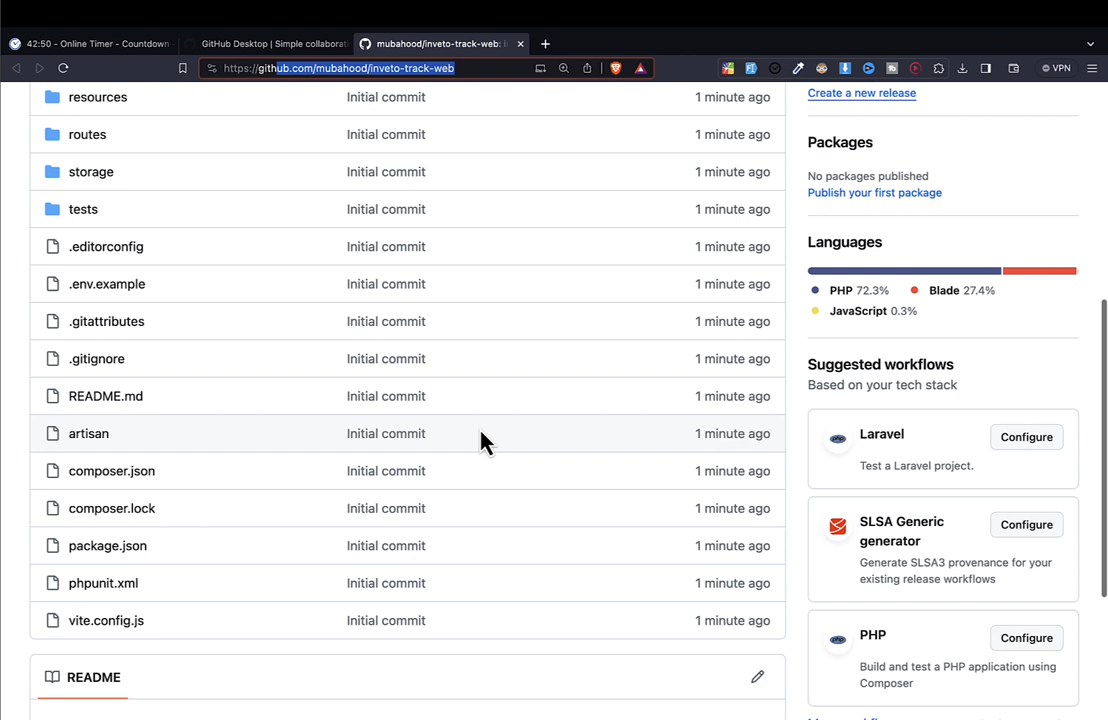 42:50 - Online Timer - Countdown
GitHub Desktop | Simple collaborat
mubahood/inveto-track-web: i
https://github.com/mubahood/inveto-track-web
VPN
resources Initial commit 1 minute ago
routes Initial commit 1 minute ago
storage Initial commit 1 minute ago
tests Initial commit 1 minute ago
.editorconfig Initial commit 1 minute ago
.env.example Initial commit 1 minute ago
.gitattributes Initial commit 1 minute ago
.gitignore Initial commit 1 minute ago
README.md Initial commit 1 minute ago
artisan Initial commit 1 minute ago
composer.json Initial commit 1 minute ago
composer.lock Initial commit 1 minute ago
package.json Initial commit 1 minute ago
phpunit.xml Initial commit 1 minute ago
vite.config.js Initial commit 1 minute ago
README
Create a new release
Packages
No packages published
Publish your first package
Languages
PHP 72.3% Blade 27.4%
JavaScript 0.3%
Suggested workflows
Based on your tech stack
php
Laravel
Configure
Test a Laravel project.
SLSA Generic
generator
Configure
Generate SLSA3 provenance for your
existing release workflows
php
PHP
Configure
Build and test a PHP application using
Composer